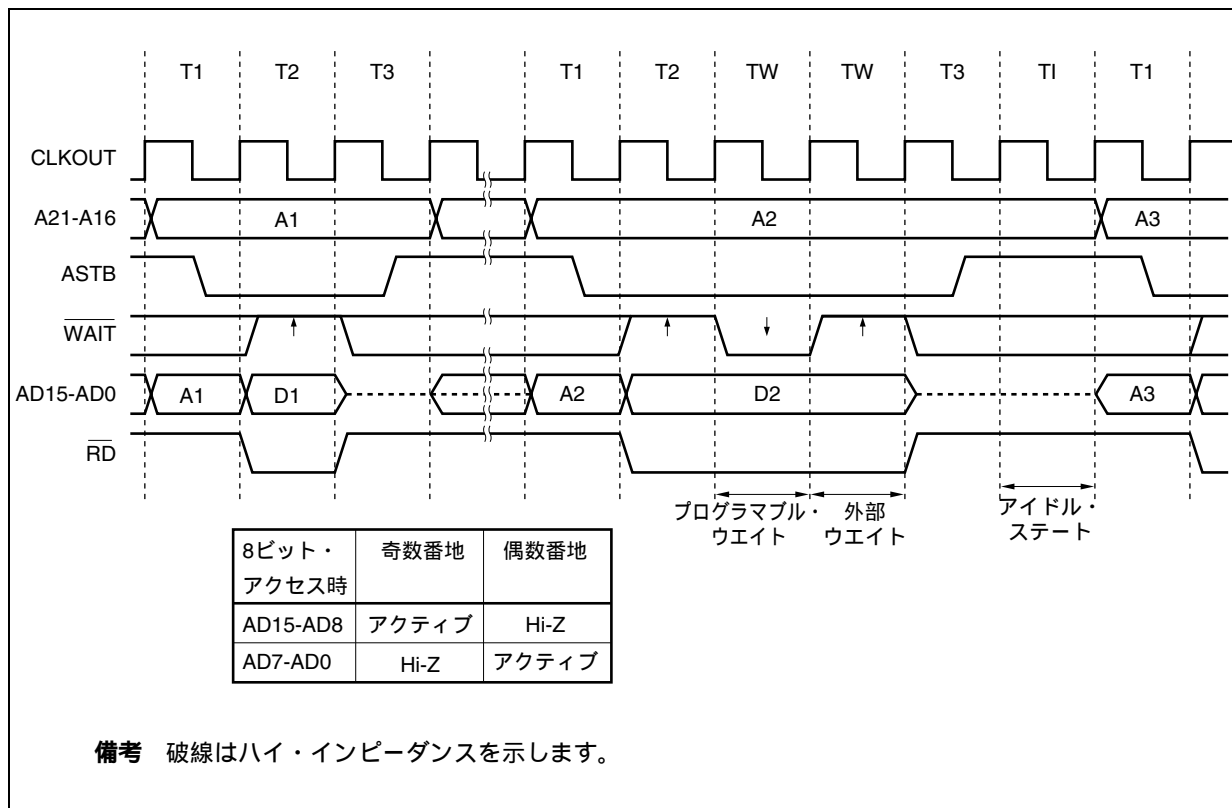 T1 T2 T3 T1 T2 TW TW T3 TI T1
CLKOUT
A21-A16 A1 A2 A3
ASTB
WAIT
AD15-AD0 A1 D1 A2 D2 A3
RD
プログラマブル・
ウエイト
外部
ウエイト
アイドル・
ステート
8ビット・
アクセス時
奇数番地
偶数番地
AD15-AD8 アクティブ Hi-Z
AD7-AD0 Hi-Z アクティブ
備考 破線はハイ・インピーダンスを示します。